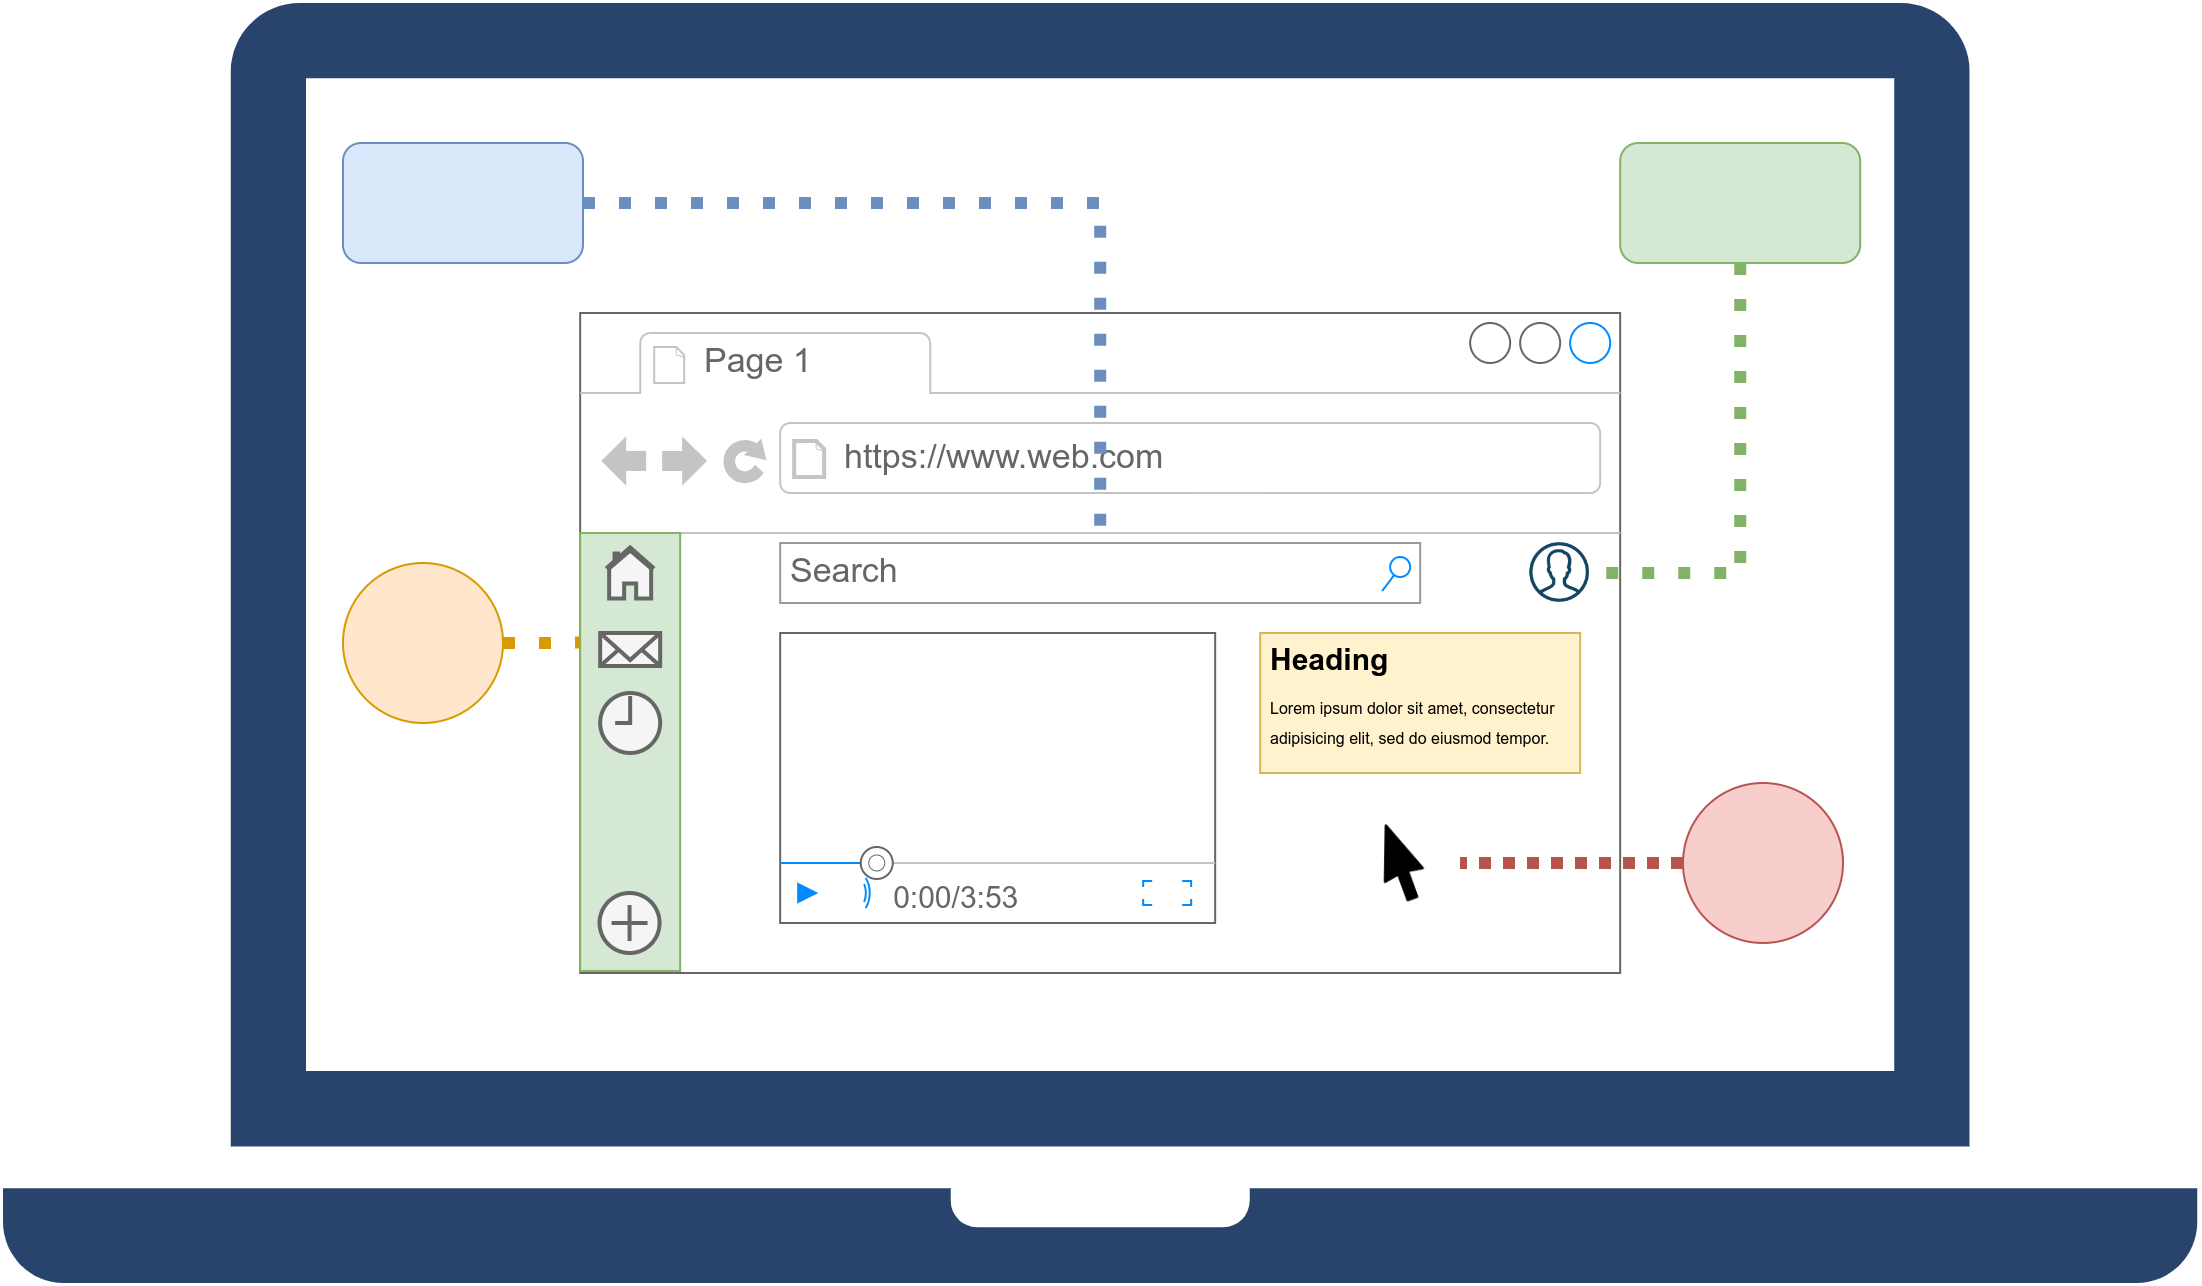 Page 1
https://www.web.com
Search
Heading
Lorem ipsum dolor sit amet, consectetur
adipisicing elit, sed do eiusmod tempor.
0:00/3:53